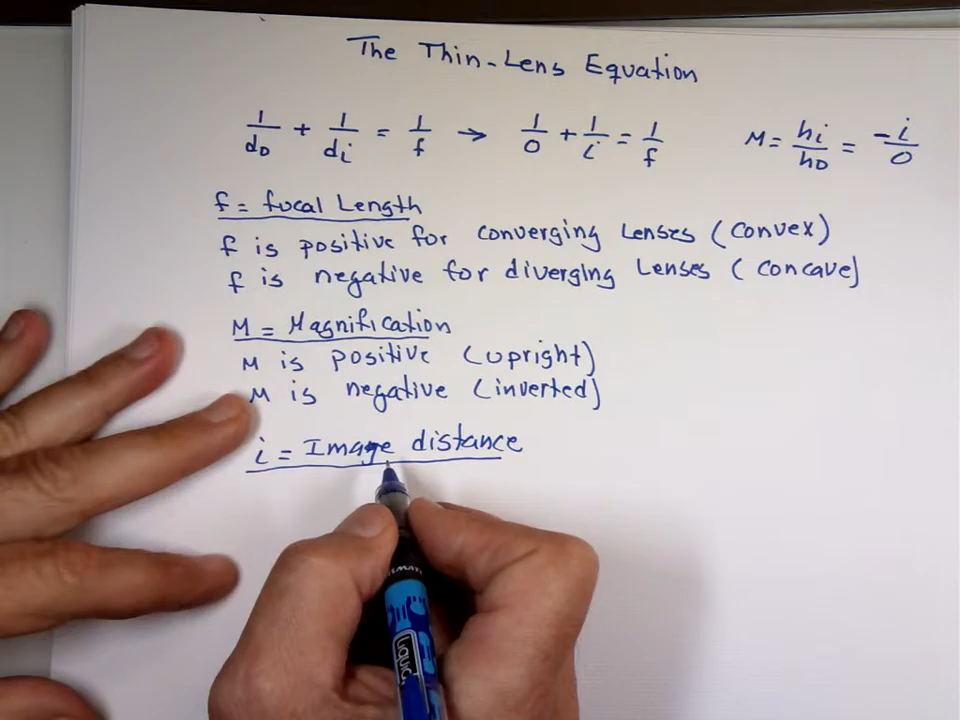 The Thin-Lens Equation
1/do + 1/di = 1/f → 1/o + 1/i = 1/f M = hi/ho = -i/o
f = focal Length
f is positive for converging Lenses (convex)
f is negative for diverging Lenses (concave)
M = Magnification
M is positive (upright)
M is negative (inverted)
i = Image distance
LIQUID